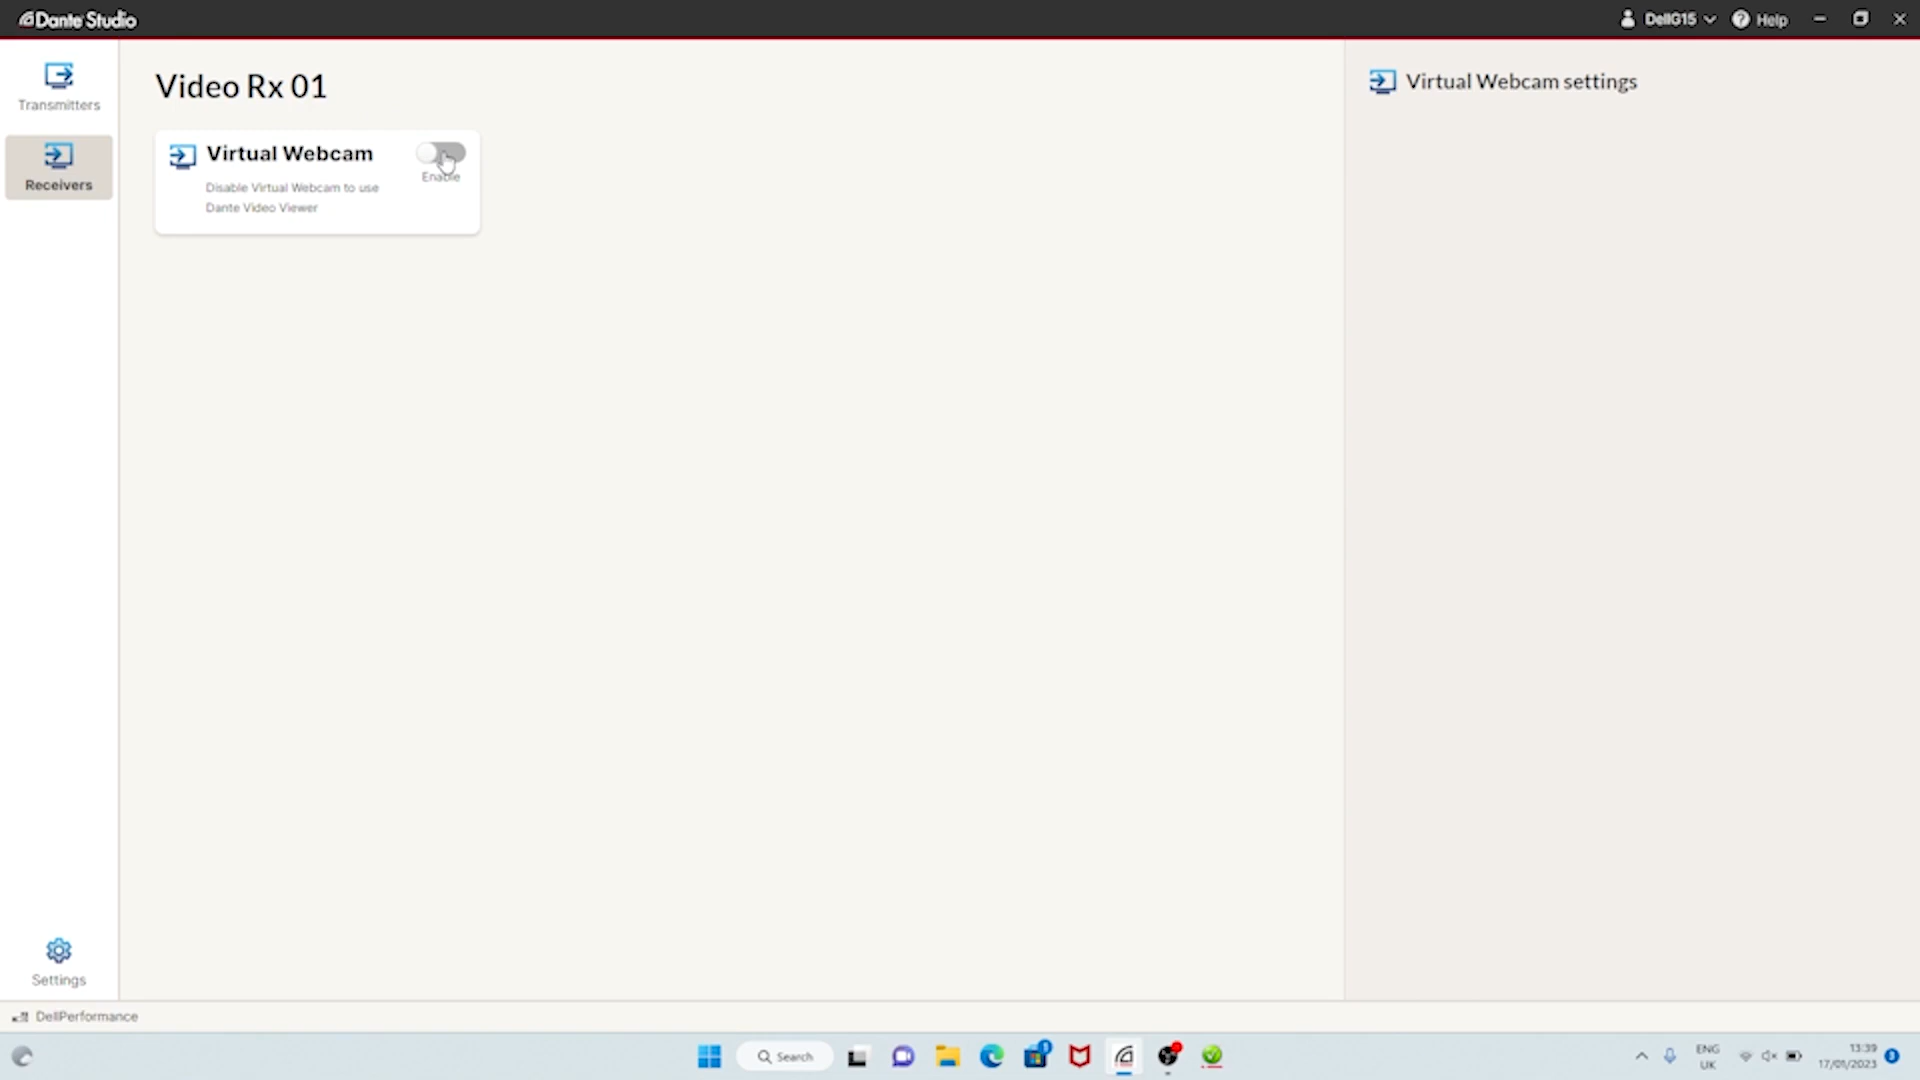 Dante Studio
DellG15
Help
Transmitters
Receivers
Video Rx 01
Virtual Webcam
Enable
Disable Virtual Webcam to use
Dante Video Viewer
Virtual Webcam settings
Settings
DellPerformance
Search
ENG
UK
13:39
17/01/2023